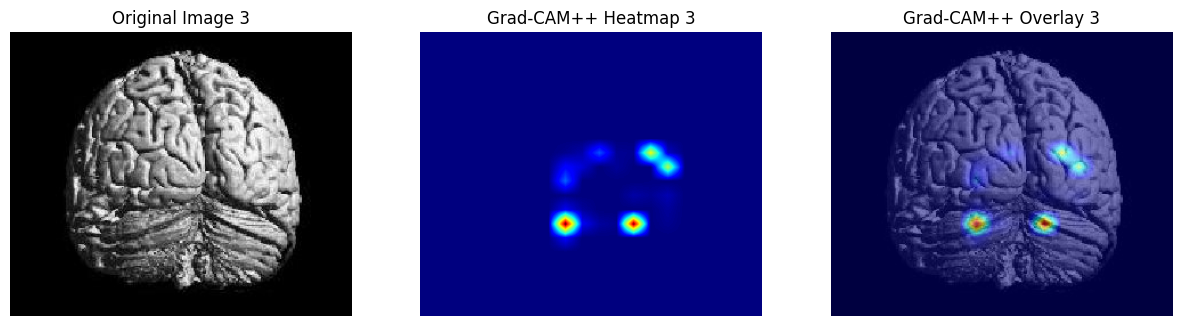 Original Image 3
Grad-CAM++ Heatmap 3
Grad-CAM++ Overlay 3